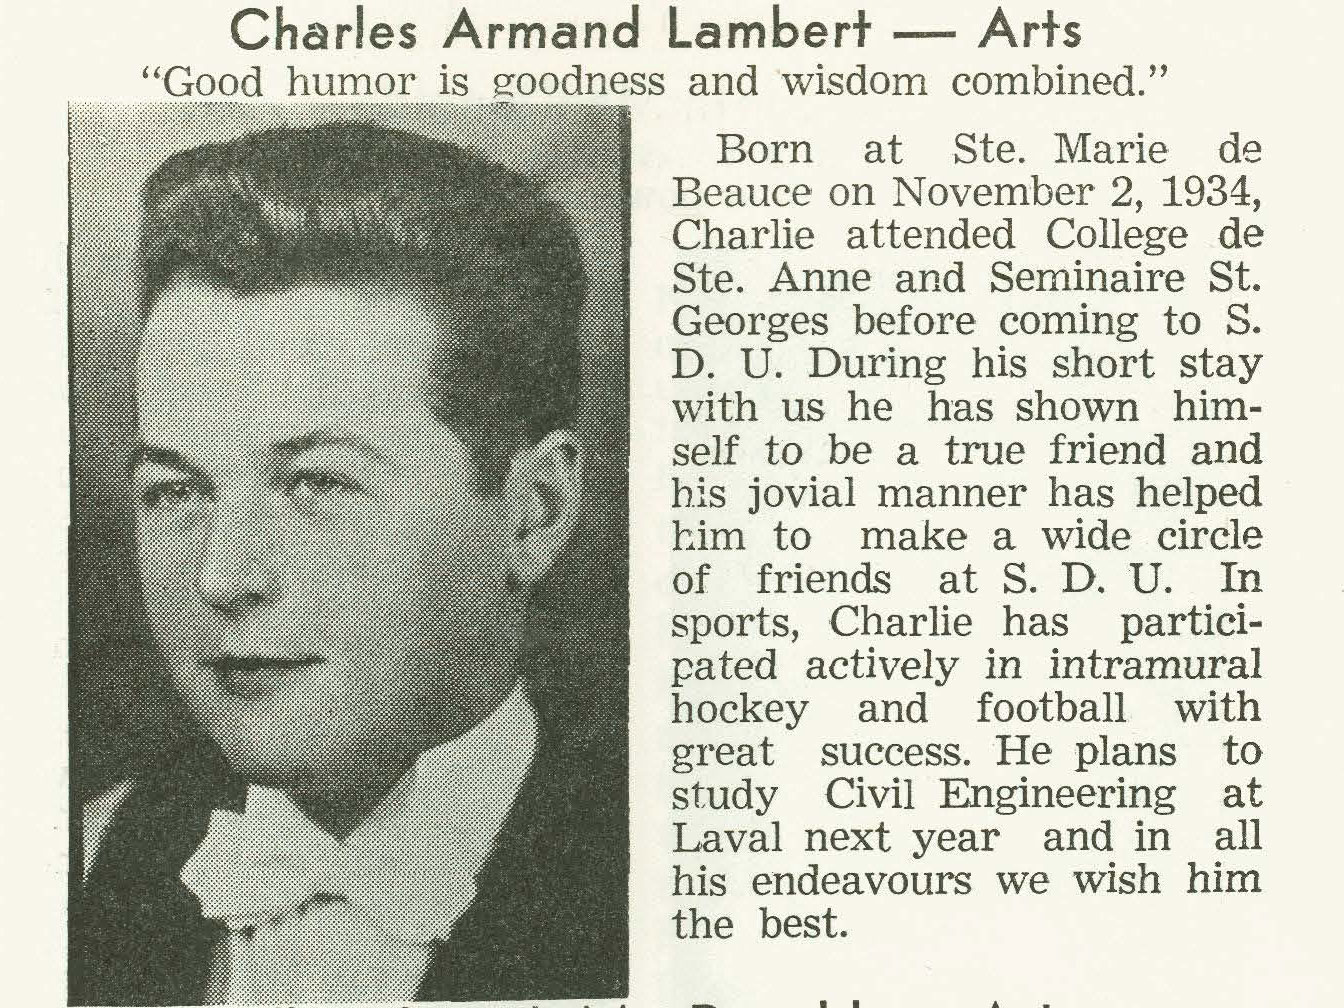 Charles Armand Lambert — Arts
“Good humor is goodness and wisdom combined.”
Born at Ste. Marie de
Beauce on November 2, 1934,
Charlie attended College de
Ste. Anne and Seminaire St.
Georges before coming to S.
D. U. During his short stay
with us he has shown him-
self to be a true friend and
his jovial manner has helped
him to make a wide circle
of friends at S. D. U. In
sports, Charlie has partici-
pated actively in intramural
hockey and football with
great success. He plans to
study Civil Engineering at
Laval next year and in all
his endeavours we wish him
the best.